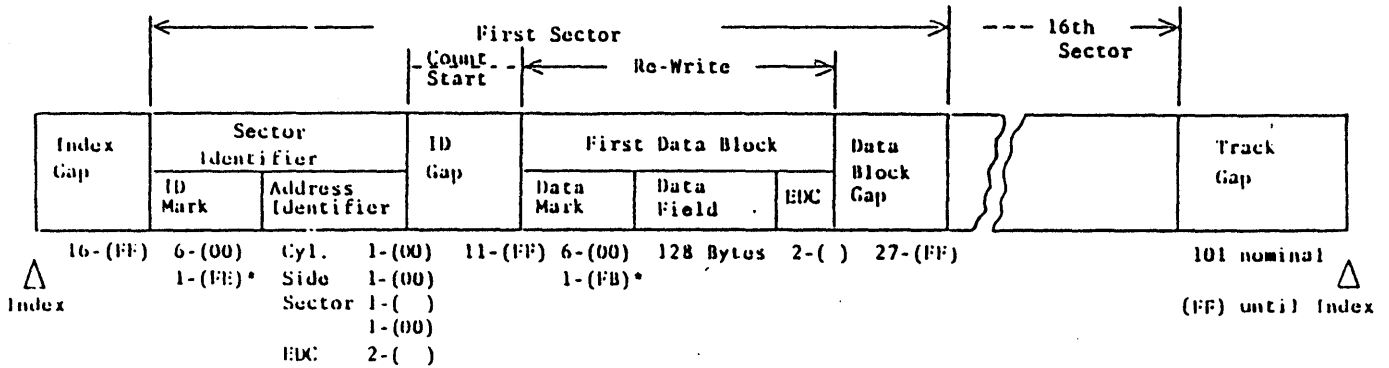 First Sector
--- 16th Sector
Count Start
Re-Write
Index Gap
Sector Identifier
ID Mark
Address Identifier
ID Gap
First Data Block
Data Mark
Data Field
EDC
Data Block Gap
Track Gap
16-(FF)
6-(00)
1-(FE)*
Cyl. 1-(00)
Side 1-(00)
Sector 1-( )
1-(00)
EDC 2-( )
11-(FF)
6-(00)
1-(FB)*
128 Bytes
2-( )
27-(FF)
101 nominal
(FF) until Index
Index
Index